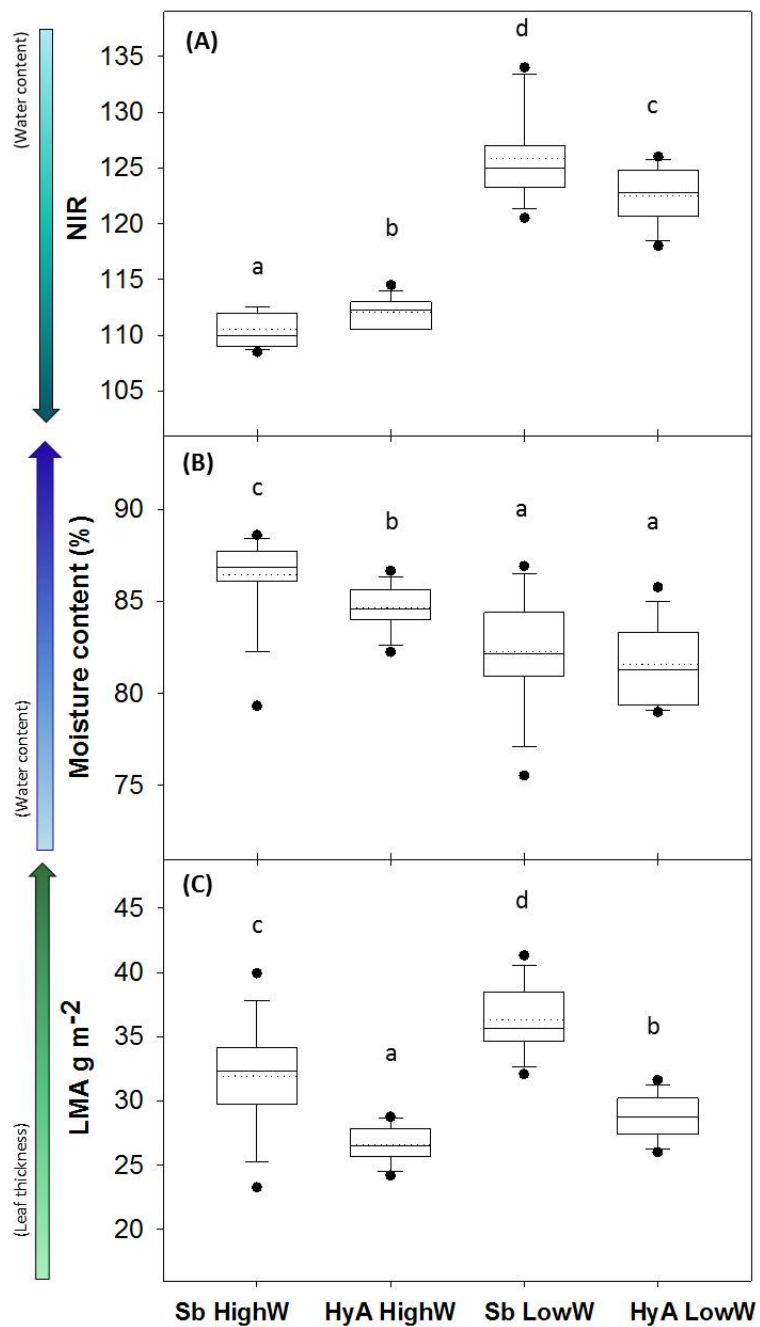 (A)
(Water content)
NIR
135
130
125
120
115
110
105
a
b
d
c
(B)
(Water content)
Moisture content (%)
90
85
80
75
c
b
a
a
(C)
(Leaf thickness)
LMA g m-2
45
40
35
30
25
20
c
a
d
b
Sb HighW HyA HighW Sb LowW HyA LowW